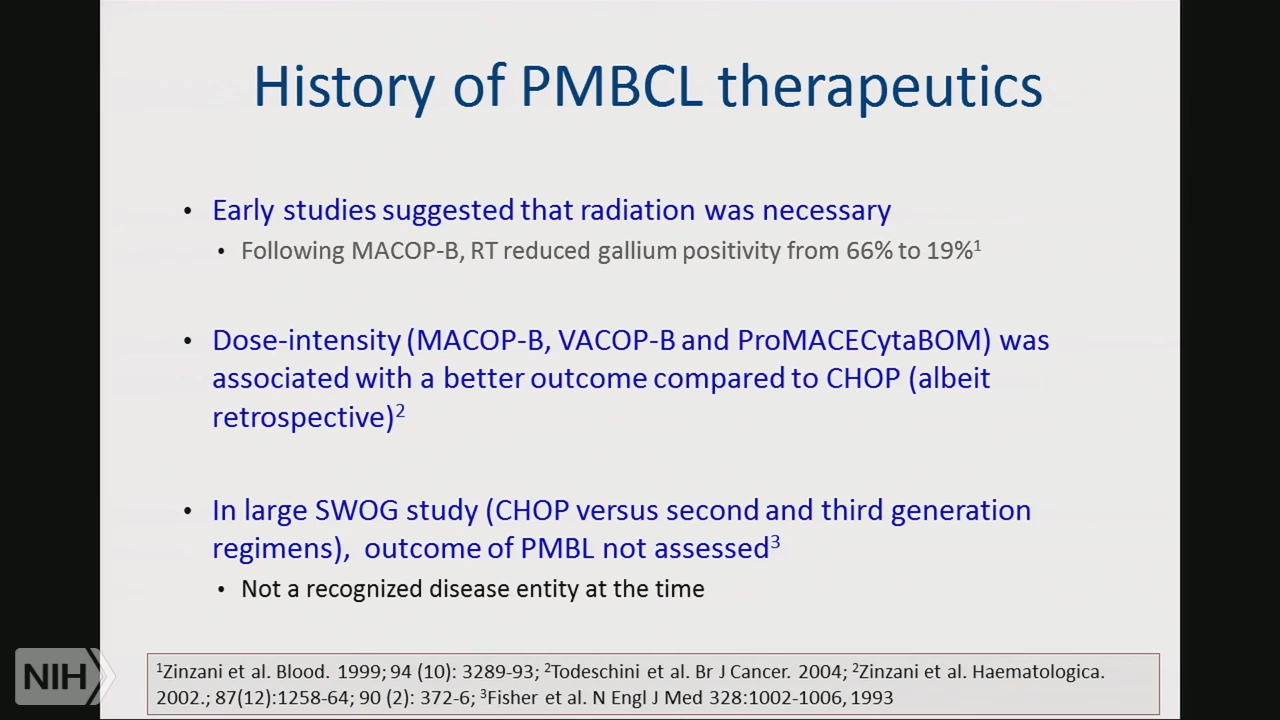 History of PMBCL therapeutics
• Early studies suggested that radiation was necessary
• Following MACOP-B, RT reduced gallium positivity from 66% to 19%¹
• Dose-intensity (MACOP-B, VACOP-B and ProMACECytaBOM) was
associated with a better outcome compared to CHOP (albeit
retrospective)²
• In large SWOG study (CHOP versus second and third generation
regimens), outcome of PMBL not assessed³
• Not a recognized disease entity at the time
¹Zinzani et al. Blood. 1999; 94 (10): 3289-93; ²Todeschini et al. Br J Cancer. 2004; ²Zinzani et al. Haematologica.
2002.; 87(12):1258-64; 90 (2): 372-6; ³Fisher et al. N Engl J Med 328:1002-1006, 1993
NIH